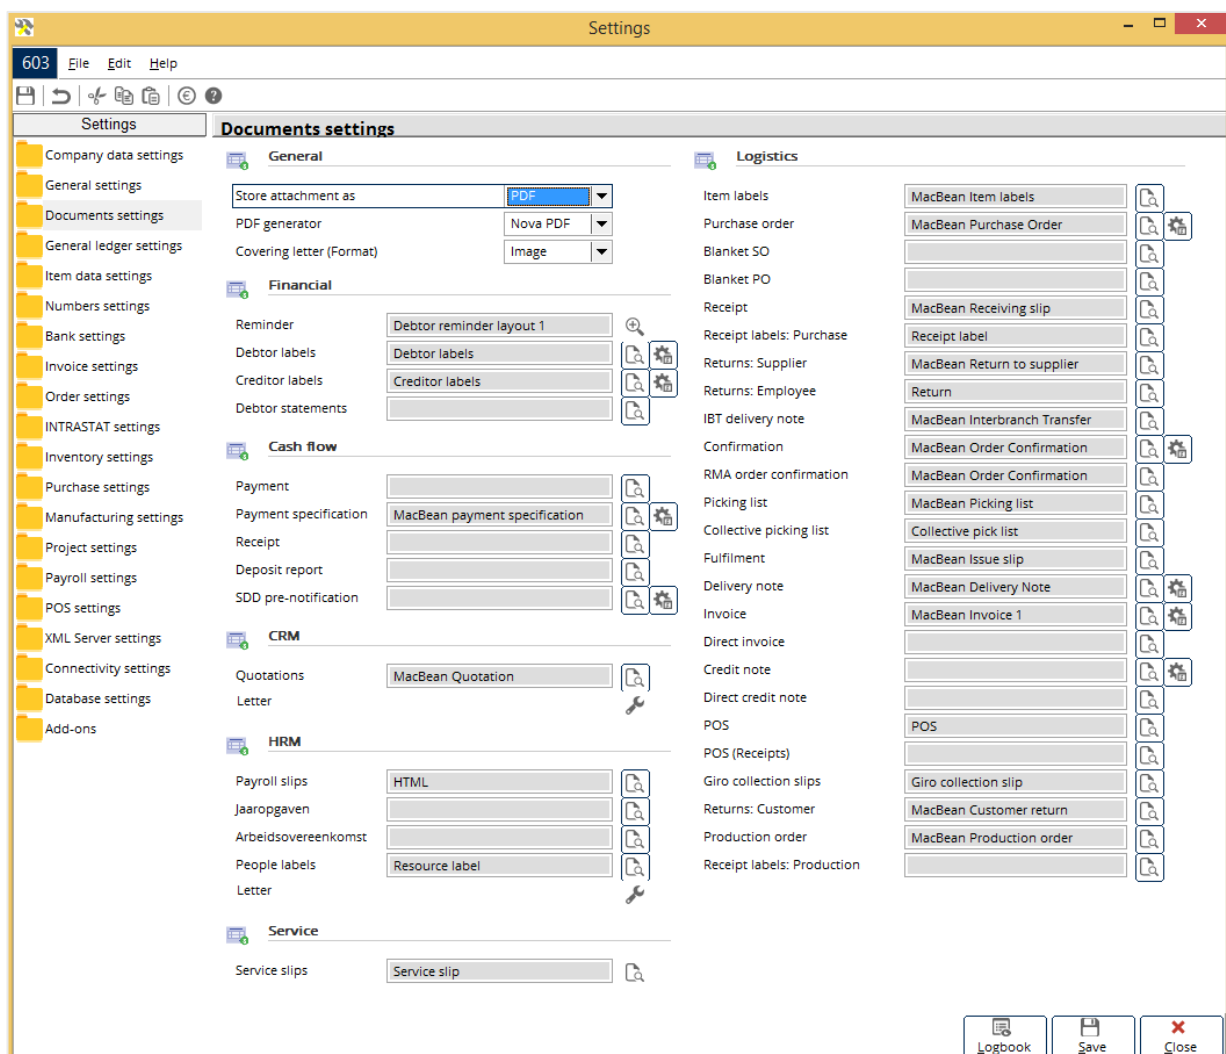 Settings
603 File Edit Help
Settings
Company data settings
General settings
Documents settings
General ledger settings
Item data settings
Numbers settings
Bank settings
Invoice settings
Order settings
INTRASTAT settings
Inventory settings
Purchase settings
Manufacturing settings
Project settings
Payroll settings
POS settings
XML Server settings
Connectivity settings
Database settings
Add-ons
Documents settings
General
Store attachment as PDF
PDF generator Nova PDF
Covering letter (Format) Image
Financial
Reminder Debtor reminder layout 1
Debtor labels Debtor labels
Creditor labels Creditor labels
Debtor statements
Cash flow
Payment
Payment specification MacBean payment specification
Receipt
Deposit report
SDD pre-notification
CRM
Quotations MacBean Quotation
Letter
HRM
Payroll slips HTML
Jaaropgaven
Arbeidsovereenkomst
People labels Resource label
Letter
Service
Service slips Service slip
Logistics
Item labels MacBean Item labels
Purchase order MacBean Purchase Order
Blanket SO
Blanket PO
Receipt MacBean Receiving slip
Receipt labels: Purchase Receipt label
Returns: Supplier MacBean Return to supplier
Returns: Employee Return
IBT delivery note MacBean Interbranch Transfer
Confirmation MacBean Order Confirmation
RMA order confirmation MacBean Order Confirmation
Picking list MacBean Picking list
Collective picking list Collective pick list
Fulfilment MacBean Issue slip
Delivery note MacBean Delivery Note
Invoice MacBean Invoice 1
Direct invoice
Credit note
Direct credit note
POS POS
POS (Receipts)
Giro collection slips Giro collection slip
Returns: Customer MacBean Customer return
Production order MacBean Production order
Receipt labels: Production
Logbook Save Close